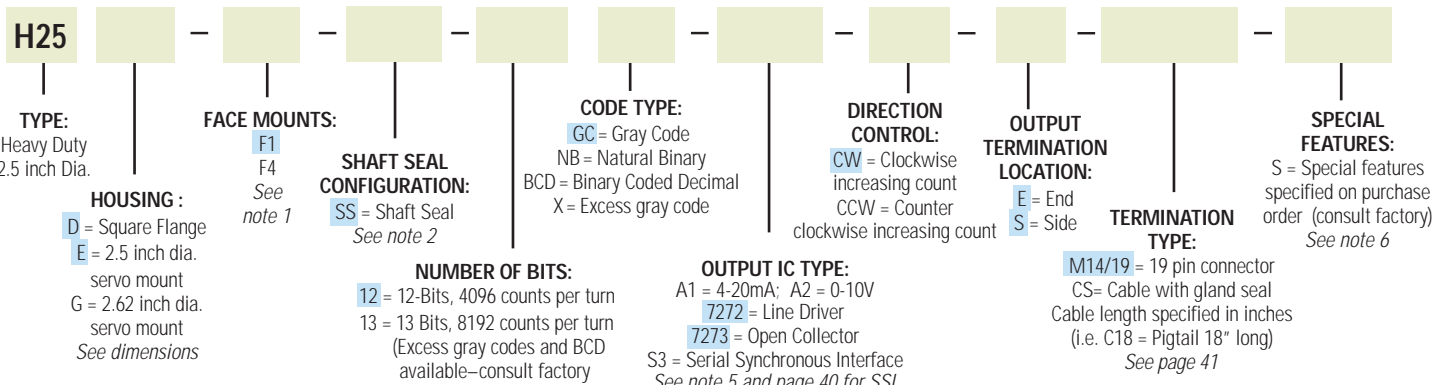 H25 – – – – – – – –
TYPE:
Heavy Duty
2.5 inch Dia.
HOUSING :
D = Square Flange
E = 2.5 inch dia.
servo mount
G = 2.62 inch dia.
servo mount
See dimensions
FACE MOUNTS:
F1
F4
See
note 1
SHAFT SEAL
CONFIGURATION:
SS = Shaft Seal
See note 2
NUMBER OF BITS:
12 = 12-Bits, 4096 counts per turn
13 = 13 Bits, 8192 counts per turn
(Excess gray codes and BCD
available–consult factory
CODE TYPE:
GC = Gray Code
NB = Natural Binary
BCD = Binary Coded Decimal
X = Excess gray code
OUTPUT IC TYPE:
A1 = 4-20mA; A2 = 0-10V
7272 = Line Driver
7273 = Open Collector
S3 = Serial Synchronous Interface
See note 5 and page 40 for SSI
DIRECTION
CONTROL:
CW = Clockwise
increasing count
CCW = Counter
clockwise increasing count
OUTPUT
TERMINATION
LOCATION:
E = End
S = Side
TERMINATION
TYPE:
M14/19 = 19 pin connector
CS= Cable with gland seal
Cable length specified in inches
(i.e. C18 = Pigtail 18" long)
See page 41
SPECIAL
FEATURES:
S = Special features
specified on purchase
order (consult factory)
See note 6